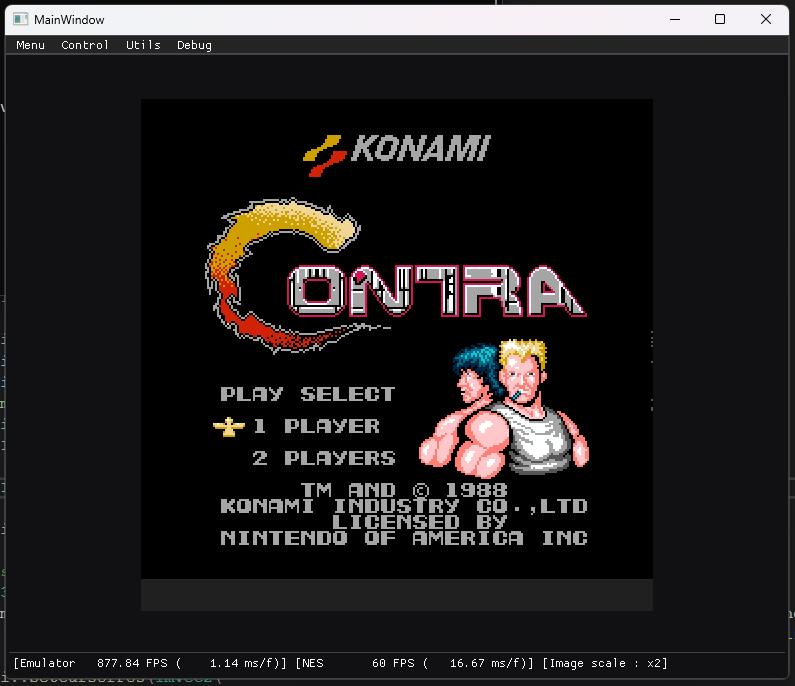 MainWindow
Menu Control Utils Debug
KONAMI
CONTRA
PLAY SELECT
1 PLAYER
2 PLAYERS
TM AND © 1988
KONAMI INDUSTRY CO.,LTD
LICENSED BY
NINTENDO OF AMERICA INC
[Emulator 877.84 FPS ( 1.14 ms/f)] [NES 60 FPS ( 16.67 ms/f)] [Image scale : x2]